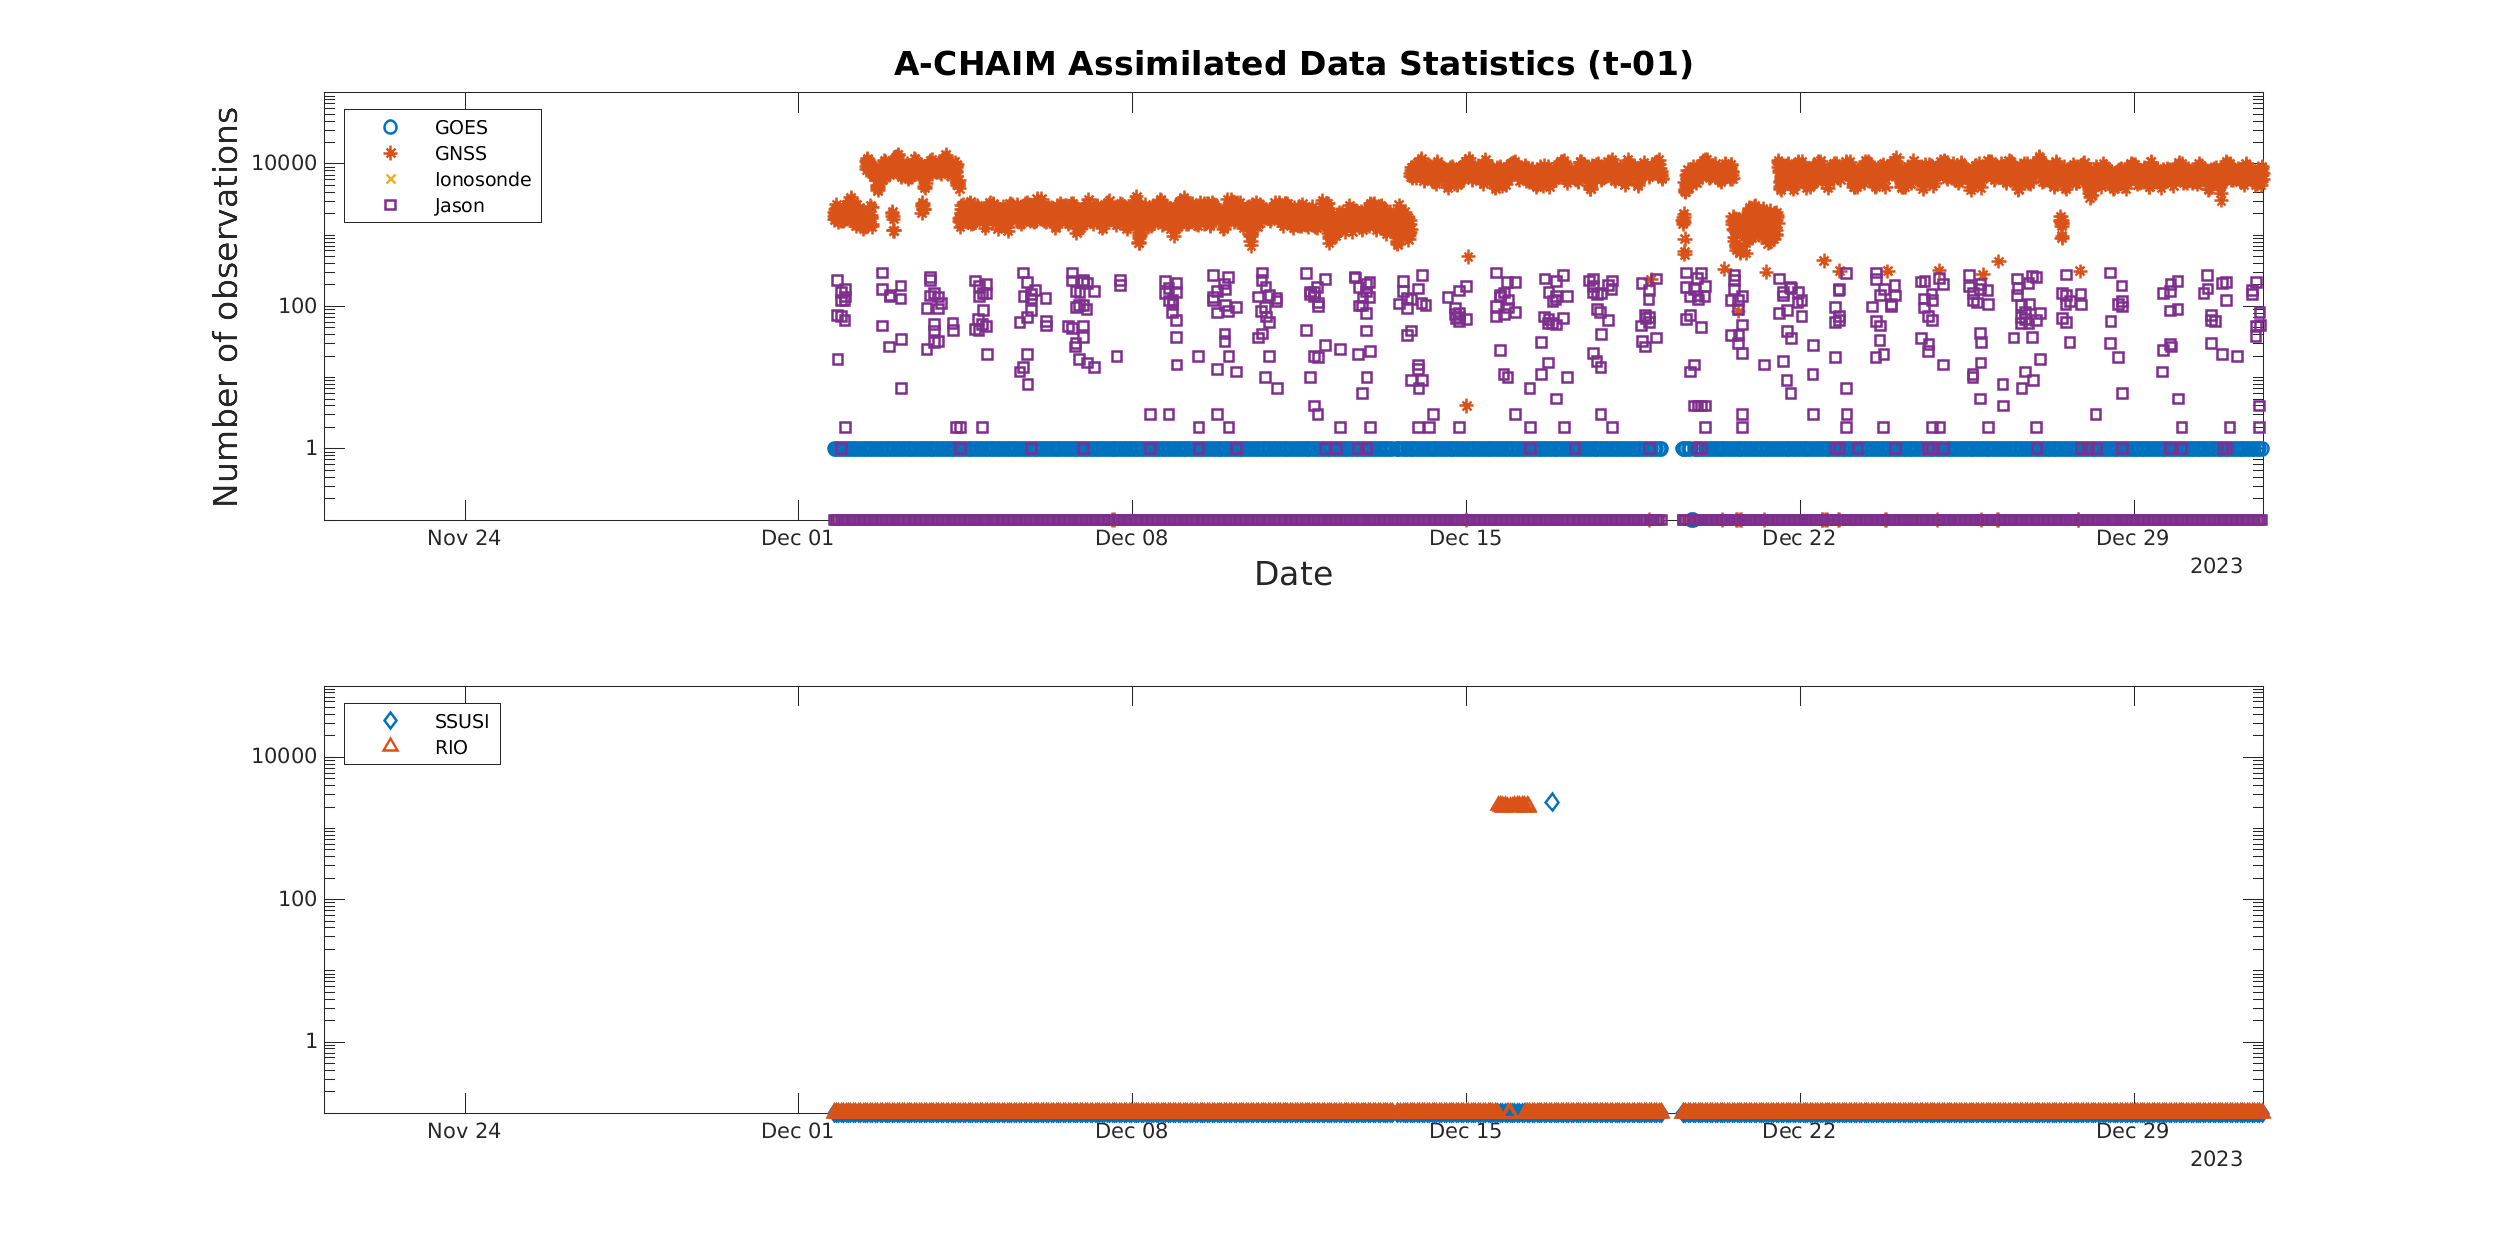 A-CHAIM Assimilated Data Statistics (t-01)
Number of observations
GOES
GNSS
Ionosonde
Jason
10000
100
1
Nov 24 Dec 01 Dec 08 Dec 15 Dec 22 Dec 29
2023
Date
SSUSI
RIO
10000
100
1
Nov 24 Dec 01 Dec 08 Dec 15 Dec 22 Dec 29
2023